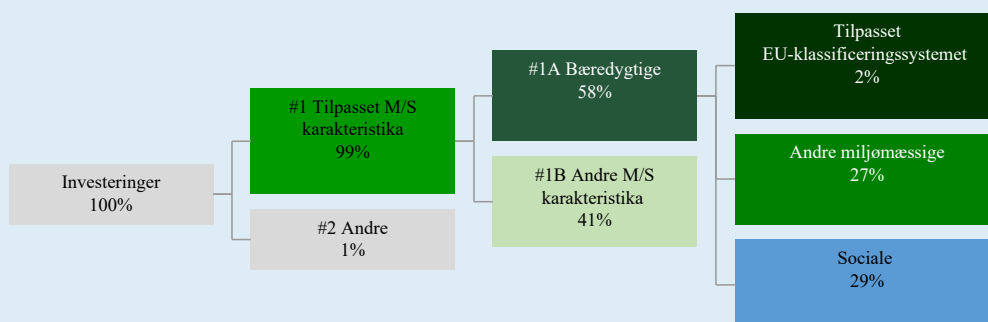 Investeringer
100%
#1 Tilpasset M/S
karakteristika
99%
#2 Andre
1%
#1A Bæredygtige
58%
#1B Andre M/S
karakteristika
41%
Tilpasset
EU-klassificeringssystemet
2%
Andre miljømæssige
27%
Sociale
29%